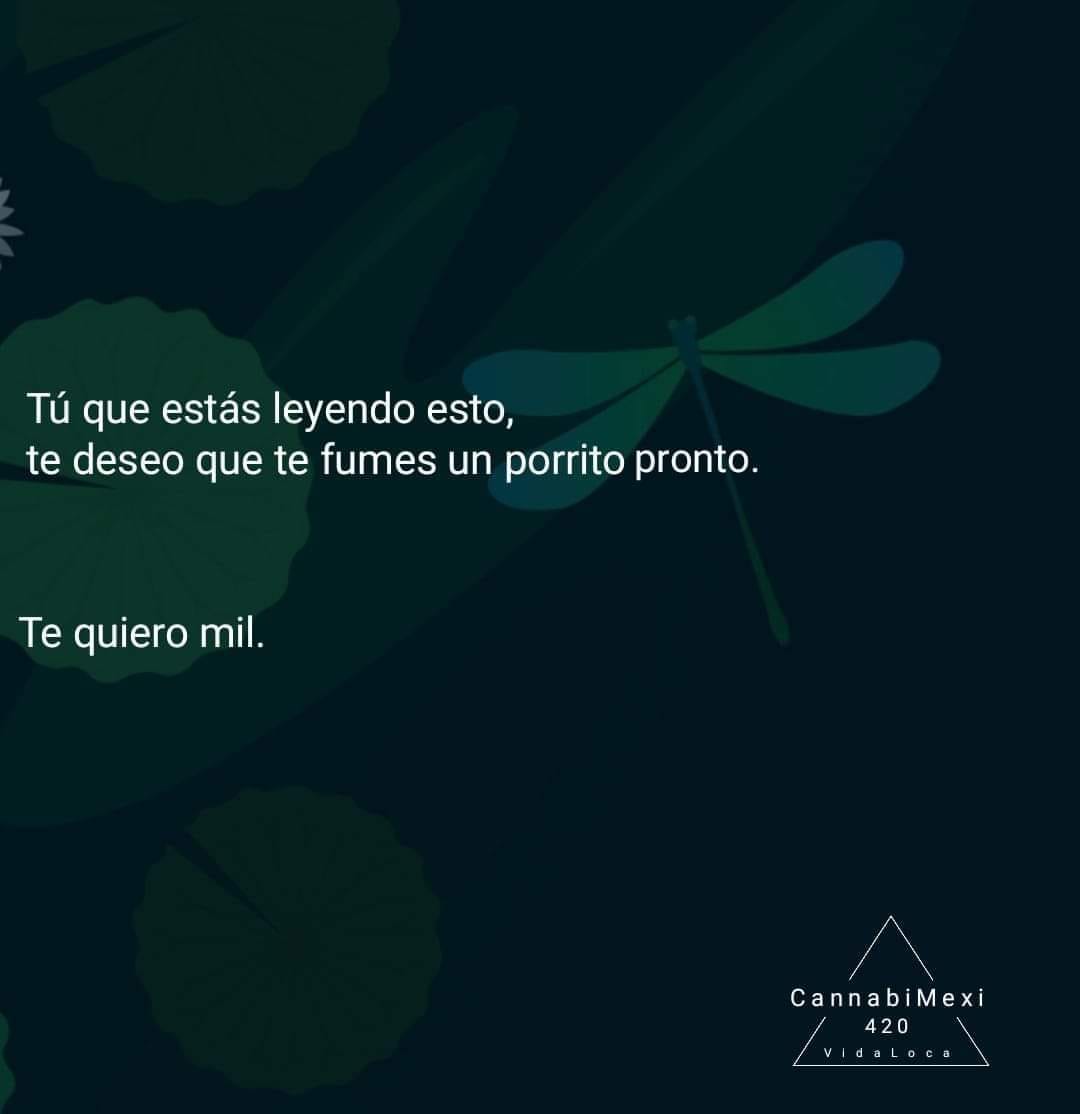 Tú que estás leyendo esto,
te deseo que te fumes un porrito pronto.
Te quiero mil.
CannabiMexi
420
VidaLoca